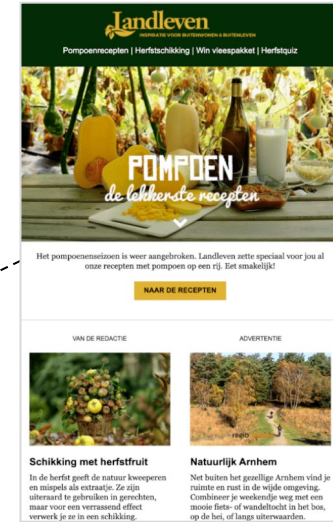 Landleven
INSPIRATIE VOOR BUITENWONEN & BUITENLEVEN
Pompoenrecepten | Herfstschikking | Win vleespakket | Herfstquiz
POMPOEN
de lekkerste recepten
Het pompoenenseizoen is weer aangebroken. Landleven zette speciaal voor jou al
onze recepten met pompoen op een rij. Eet smakelijk!
NAAR DE RECEPTEN
VAN DE REDACTIE
Schikking met herfstfruit
In de herfst geeft de natuur kweeperen
en mispels als extraatje. Ze zijn
uiteraard te gebruiken in gerechten,
maar voor een verrassend effect
verwerk je ze in een schikking.
ADVERTENTIE
regio
Natuurlijk Arnhem
Net buiten het gezellige Arnhem vind je
ruimte en rust in de wijde omgeving.
Combineer je weekendje weg met een
mooie fiets- of wandeltocht in het bos,
op de hei, of langs uiterwaarden.